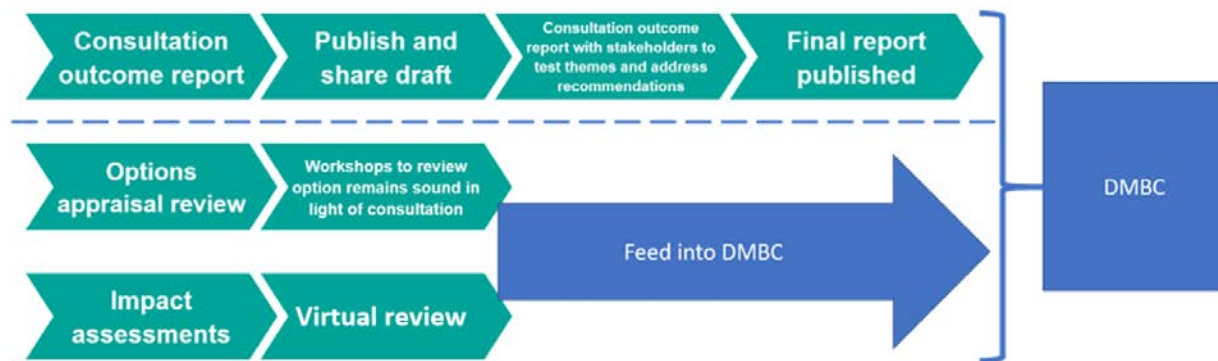 Consultation
outcome report
Publish and
share draft
Consultation outcome
report with stakeholders to
test themes and address
recommendations
Final report
published
Options
appraisal review
Workshops to review
option remains sound in
light of consultation
Impact
assessments
Virtual review
Feed into DMBC
DMBC